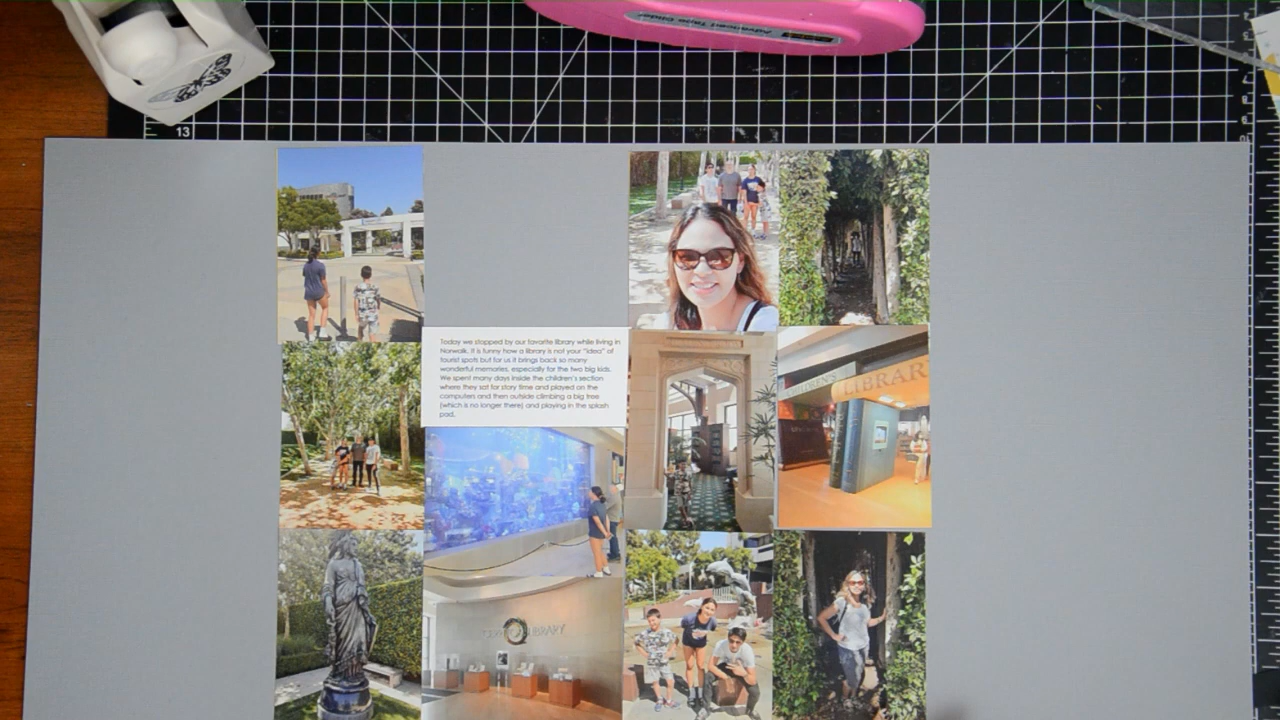 Advanced Tape Glider
13
Today we stopped by our favorite library while living in
Norwalk. It is funny how a library is not your "idea" of
tourist spots but for us it brings back so many
wonderful memories, especially for the two big kids.
We spent many days inside the children's section
where they sat for story time and played on the
computers and then outside climbing a big tree
(which is no longer there) and playing in the splash
pad.
CHILDREN'S
LIBRARY
LIBRARY